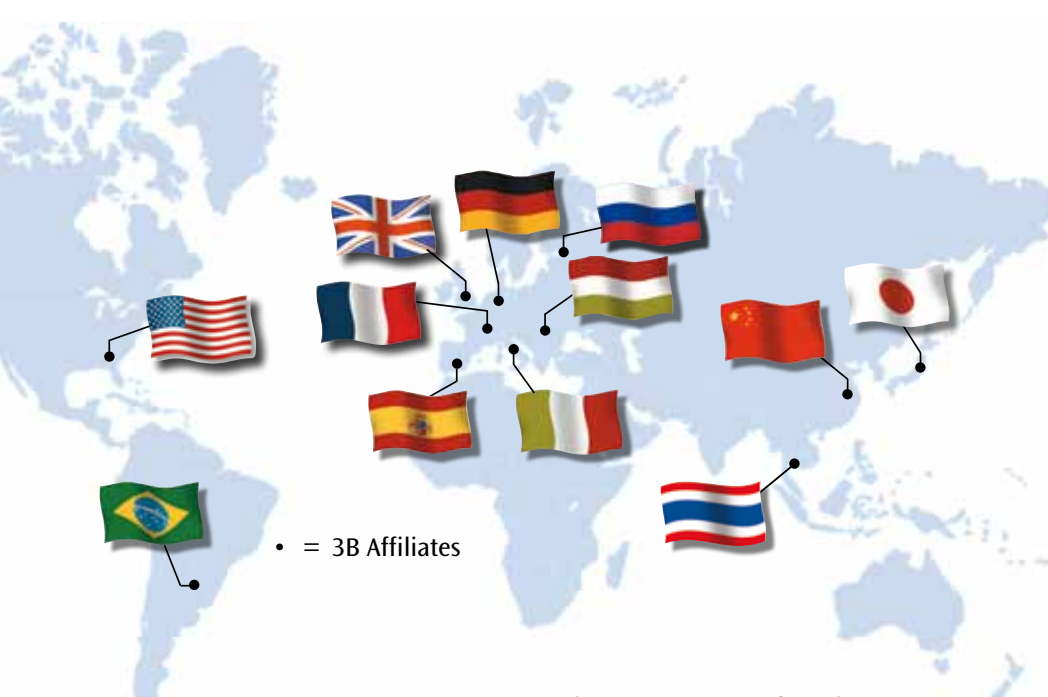 • = 3B Affiliates